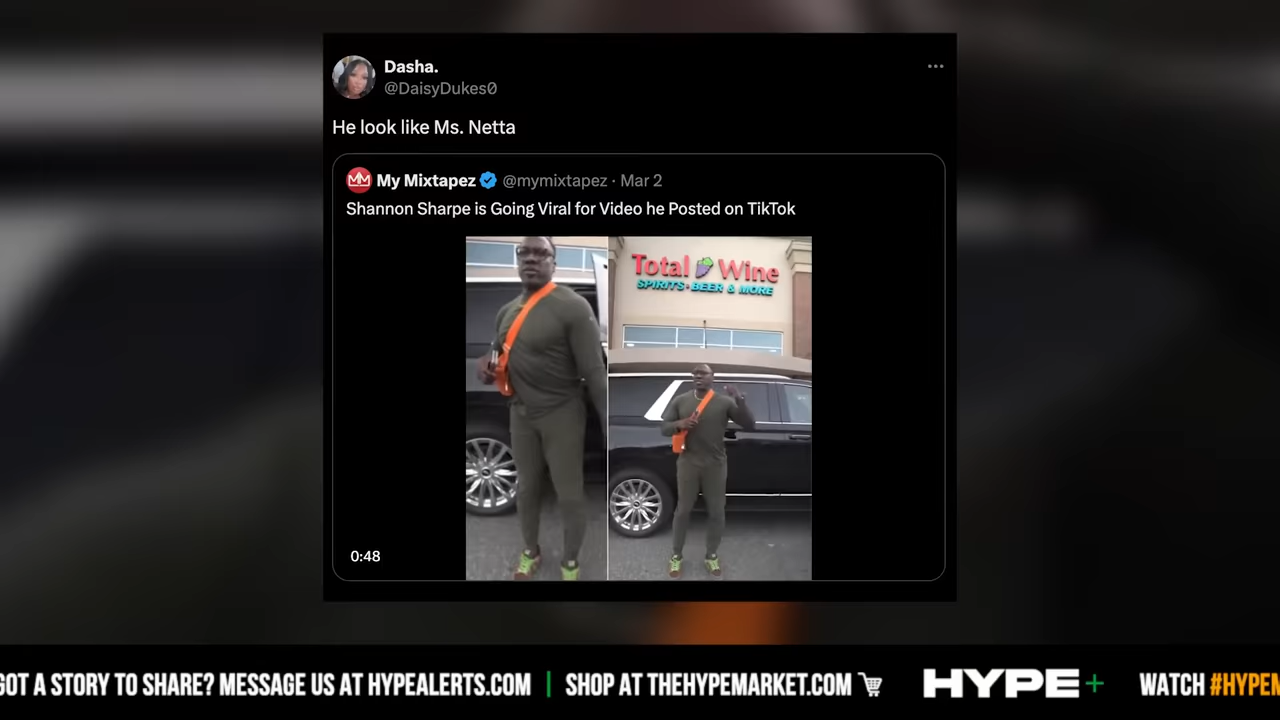 Dasha.
@DaisyDukes0
He look like Ms. Netta
My Mixtapez @mymixtapez · Mar 2
Shannon Sharpe is Going Viral for Video he Posted on TikTok
Total Wine
SPIRITS·BEER & MORE
0:48
GOT A STORY TO SHARE? MESSAGE US AT HYPEALERTS.COM | SHOP AT THEHYPEMARKET.COM HYPE+ WATCH #HYPEM